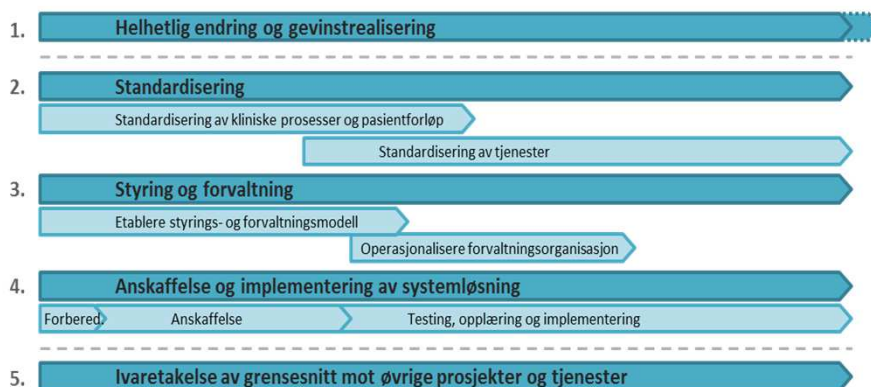 1. Helhetlig endring og gevinstrealisering
2. Standardisering
Standardisering av kliniske prosesser og pasientforløp
Standardisering av tjenester
3. Styring og forvaltning
Etablere styrings- og forvaltningsmodell
Operasjonalisere forvaltningsorganisasjon
4. Anskaffelse og implementering av systemløsning
Forbered. Anskaffelse Testing, opplæring og implementering
5. Ivaretakelse av grensesnitt mot øvrige prosjekter og tjenester